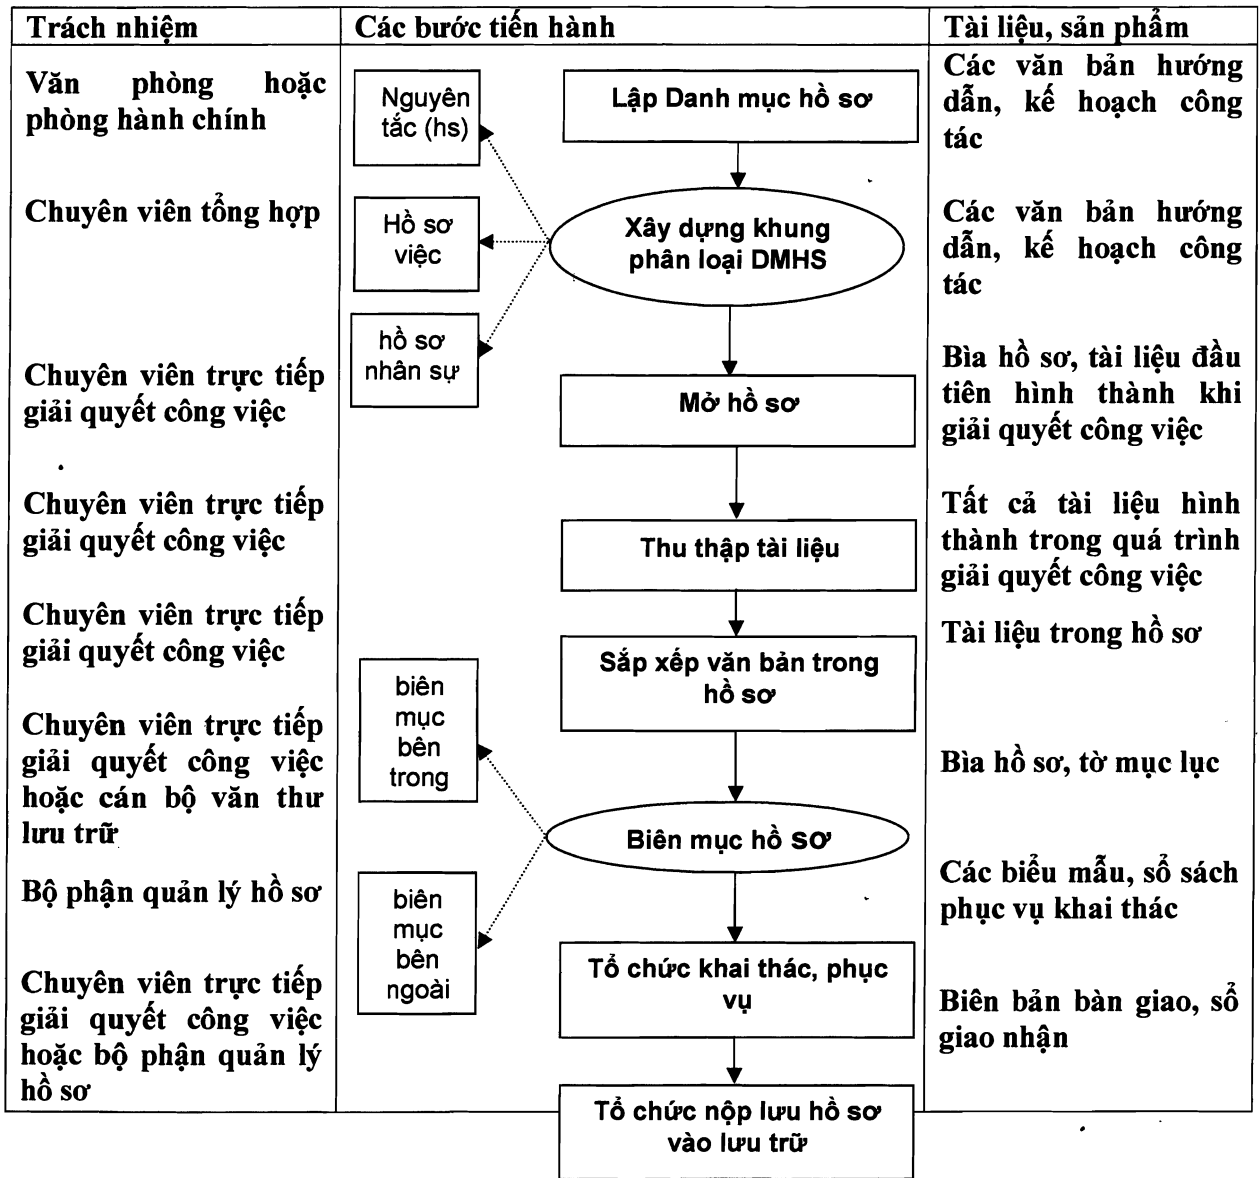 Trách nhiệm
Các bước tiến hành
Tài liệu, sản phẩm
Văn phòng hoặc
phòng hành chính
Chuyên viên tổng hợp
Chuyên viên trực tiếp
giải quyết công việc
Chuyên viên trực tiếp
giải quyết công việc
Chuyên viên trực tiếp
giải quyết công việc
Chuyên viên trực tiếp
giải quyết công việc
hoặc cán bộ văn thư
lưu trữ
Bộ phận quản lý hồ sơ
Chuyên viên trực tiếp
giải quyết công việc
hoặc bộ phận quản lý
hồ sơ
Nguyên
tắc (hs)
Hồ sơ
việc
hồ sơ
nhân sự
Lập Danh mục hồ sơ
Xây dựng khung
phân loại DMHS
Mở hồ sơ
Thu thập tài liệu
Sắp xếp văn bản trong
hồ sơ
biên
mục
bên
trong
Biên mục hồ sơ
biên
mục
bên
ngoài
Tổ chức khai thác, phục
vụ
Tổ chức nộp lưu hồ sơ
vào lưu trữ
Các văn bản hướng
dẫn, kế hoạch công
tác
Các văn bản hướng
dẫn, kế hoạch công
tác
Bìa hồ sơ, tài liệu đầu
tiên hình thành khi
giải quyết công việc
Tất cả tài liệu hình
thành trong quá trình
giải quyết công việc
Tài liệu trong hồ sơ
Bìa hồ sơ, tờ mục lục
Các biểu mẫu, sổ sách
phục vụ khai thác
Biên bản bàn giao, sổ
giao nhận